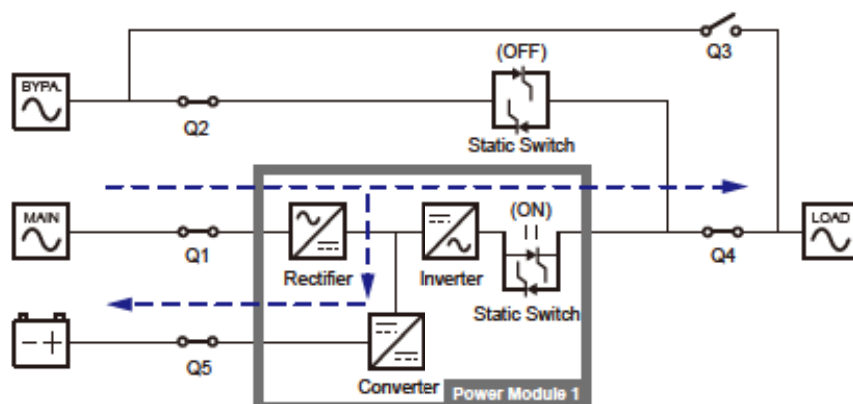 Q3
(OFF)
BYPA.
Q2
Static Switch
MAIN
(ON)
LOAD
Q1
Rectifier
Inverter
Q4
Static Switch
- +
Q5
Converter
Power Module 1